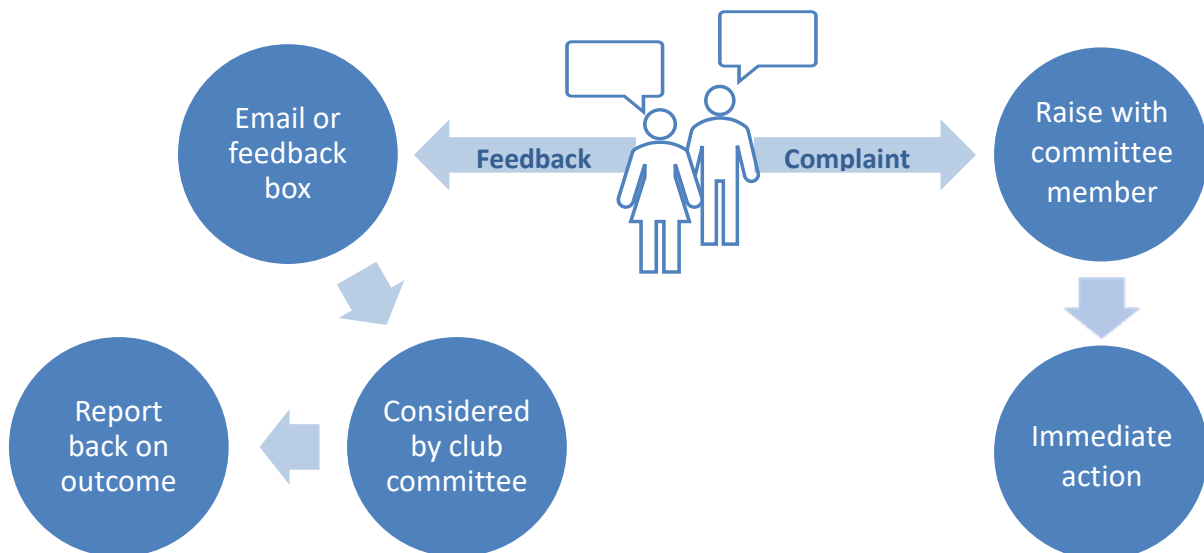 Email or
feedback
box
Feedback
Complaint
Raise with
committee
member
Report
back on
outcome
Considered
by club
committee
Immediate
action